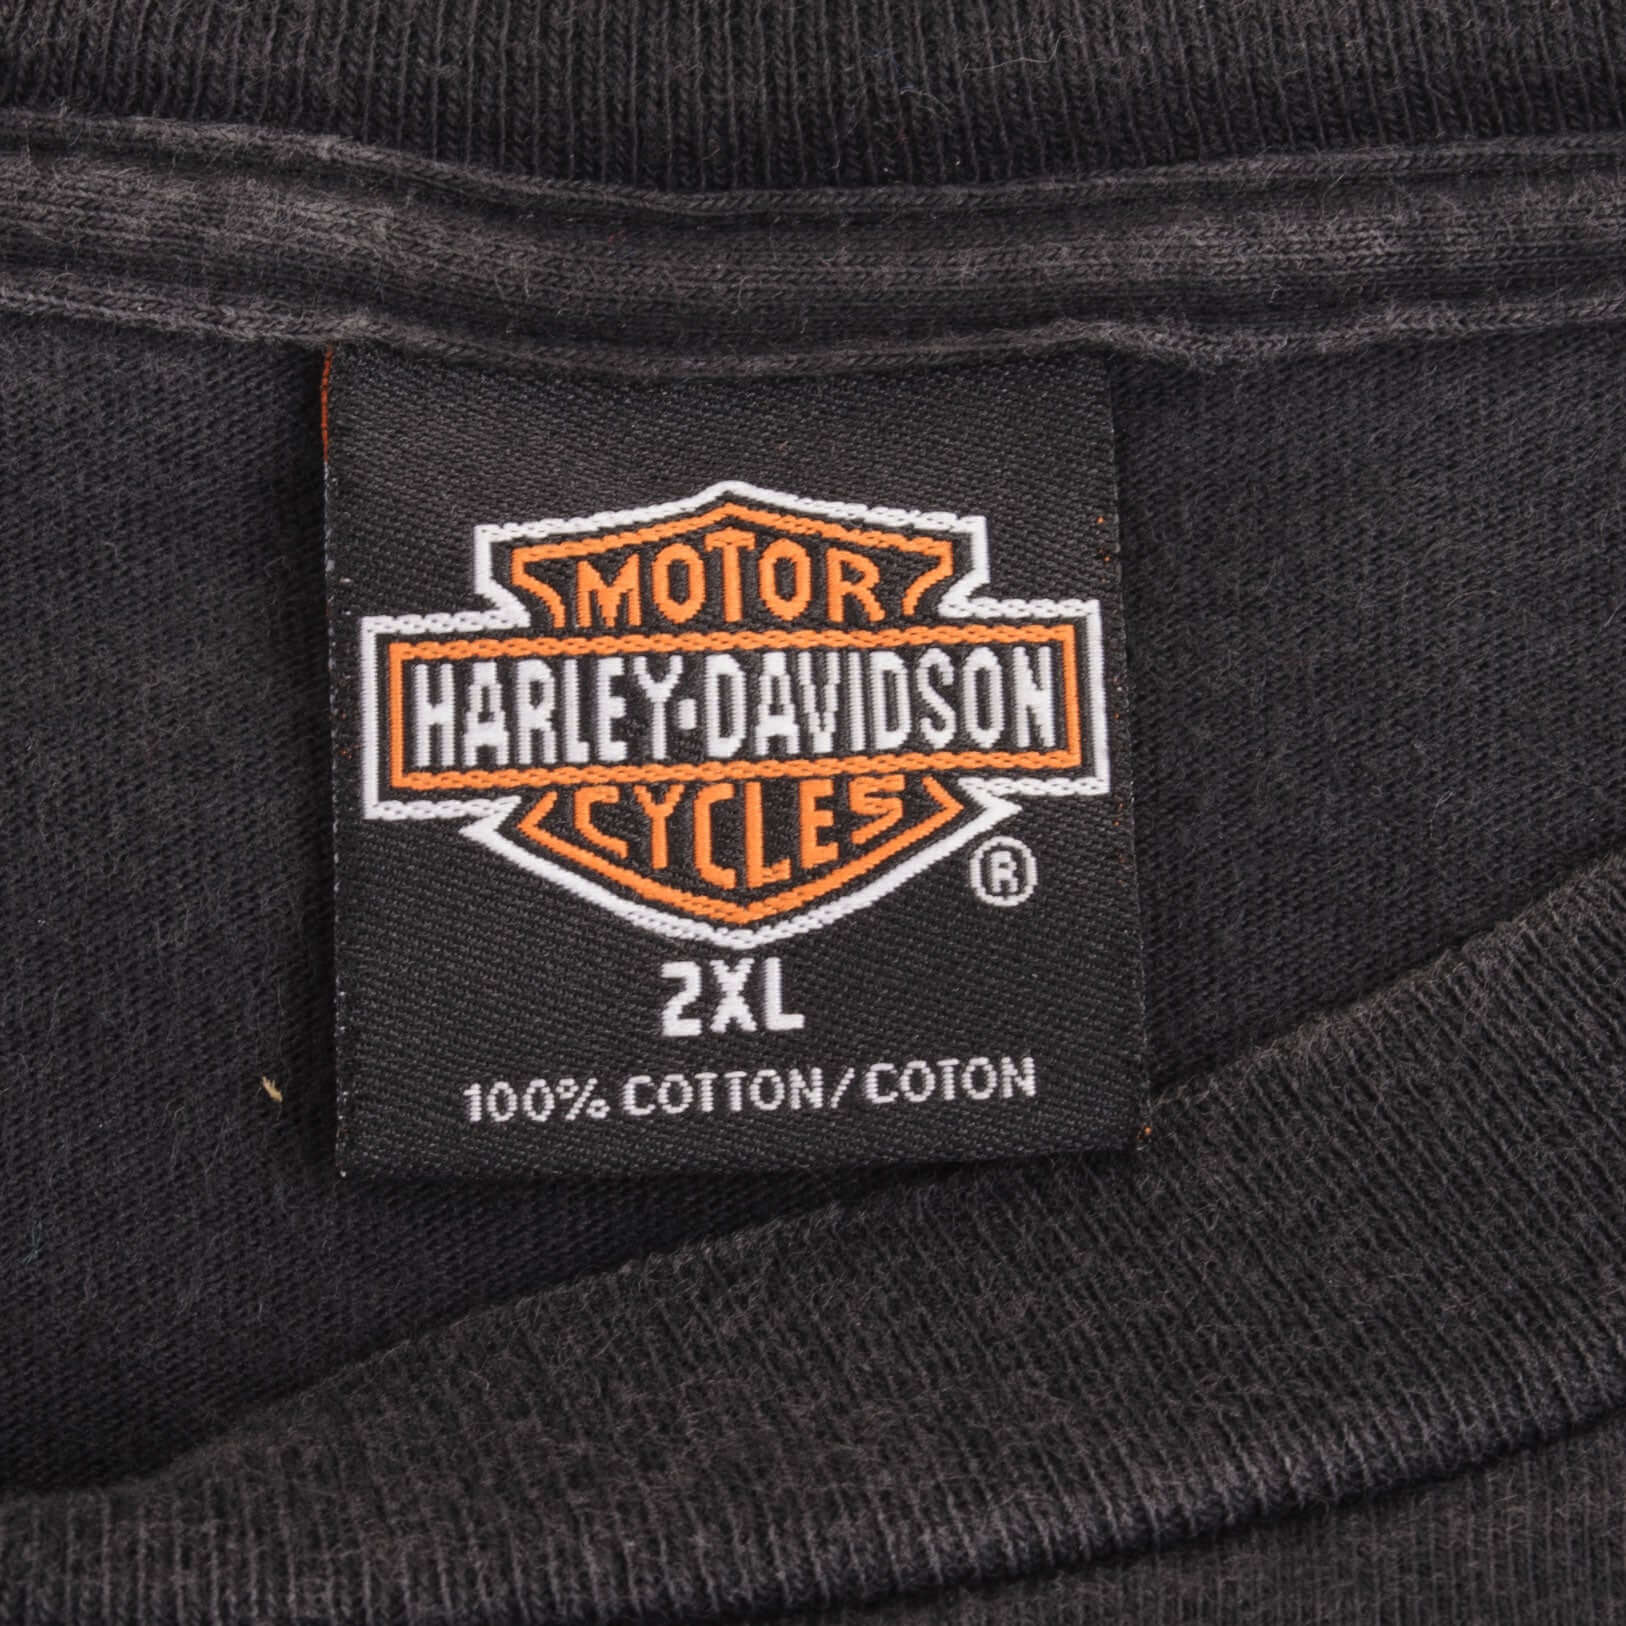 MOTOR
HARLEY-DAVIDSON
CYCLES
®
2XL
100% COTTON/COTON